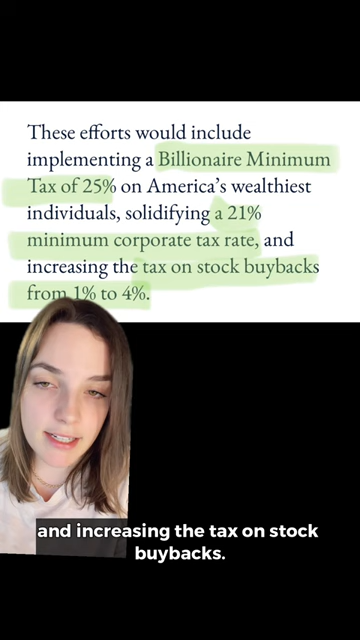 These efforts would include
implementing a Billionaire Minimum
Tax of 25% on America's wealthiest
individuals, solidifying a 21%
minimum corporate tax rate, and
increasing the tax on stock buybacks
from 1% to 4%.
and increasing the tax on stock
buybacks.